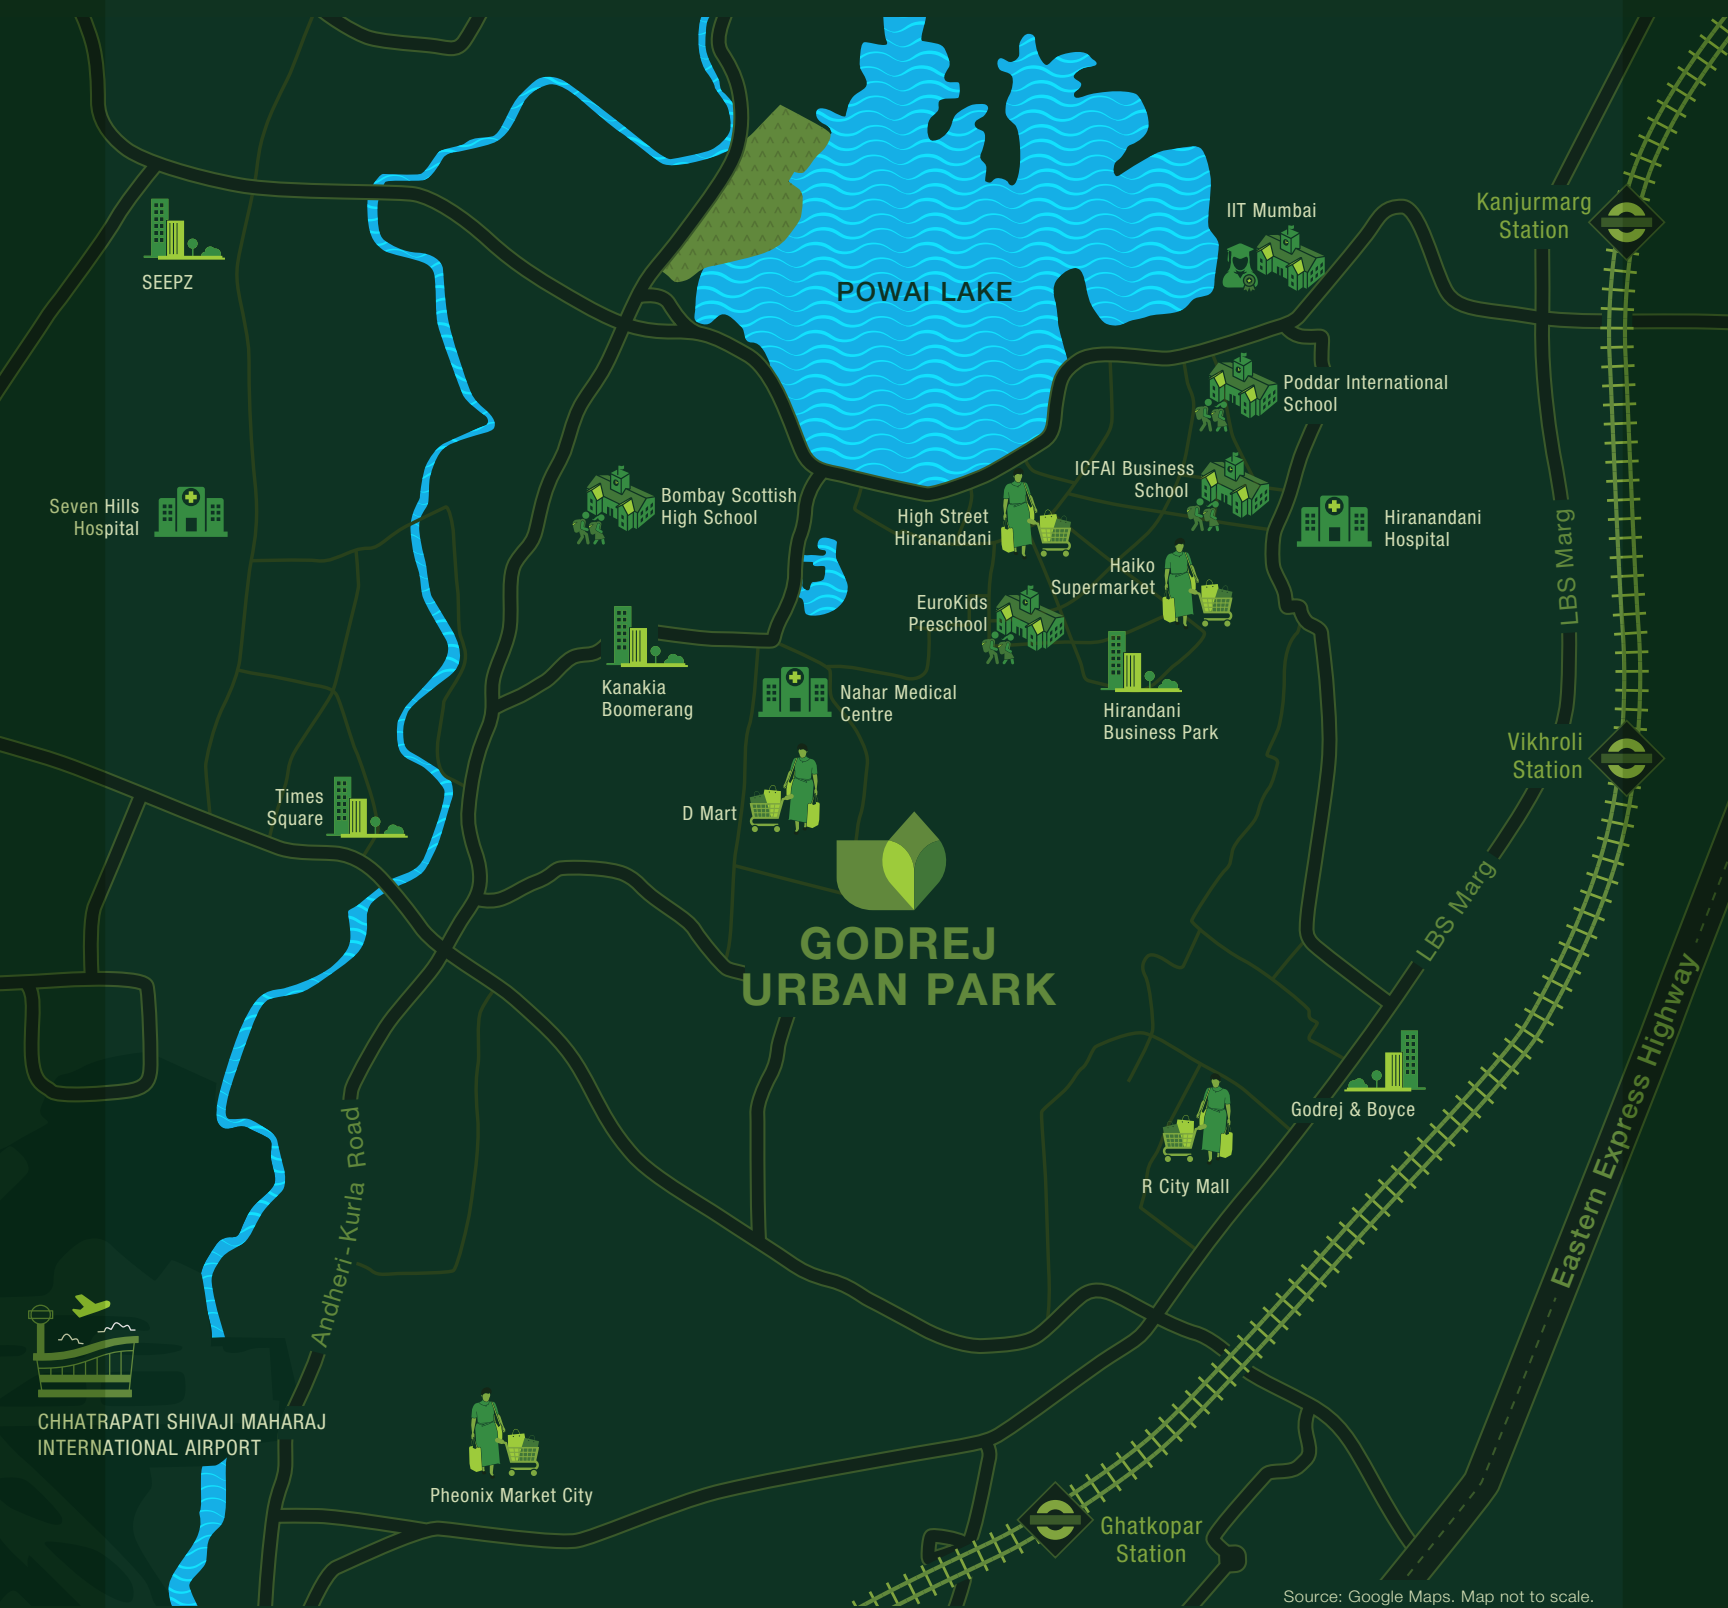 IIT Mumbai
Kanjurmarg
Station
SEEPZ
POWAI LAKE
Poddar International
School
ICFAI Business
School
Bombay Scottish
High School
Seven Hills
Hospital
High Street
Hiranandani
Hiranandani
Hospital
LBS Marg
Haiko
Supermarket
EuroKids
Preschool
Kanakia
Boomerang
Nahar Medical
Centre
Hirandani
Business Park
Vikhroli
Station
Times
Square
D Mart
LBS Marg
GODREJ
URBAN PARK
Eastern Express Highway
Godrej & Boyce
Andheri-Kurla Road
R City Mall
CHHATRAPATI SHIVAJI MAHARAJ
INTERNATIONAL AIRPORT
Pheonix Market City
Ghatkopar
Station
Source: Google Maps. Map not to scale.